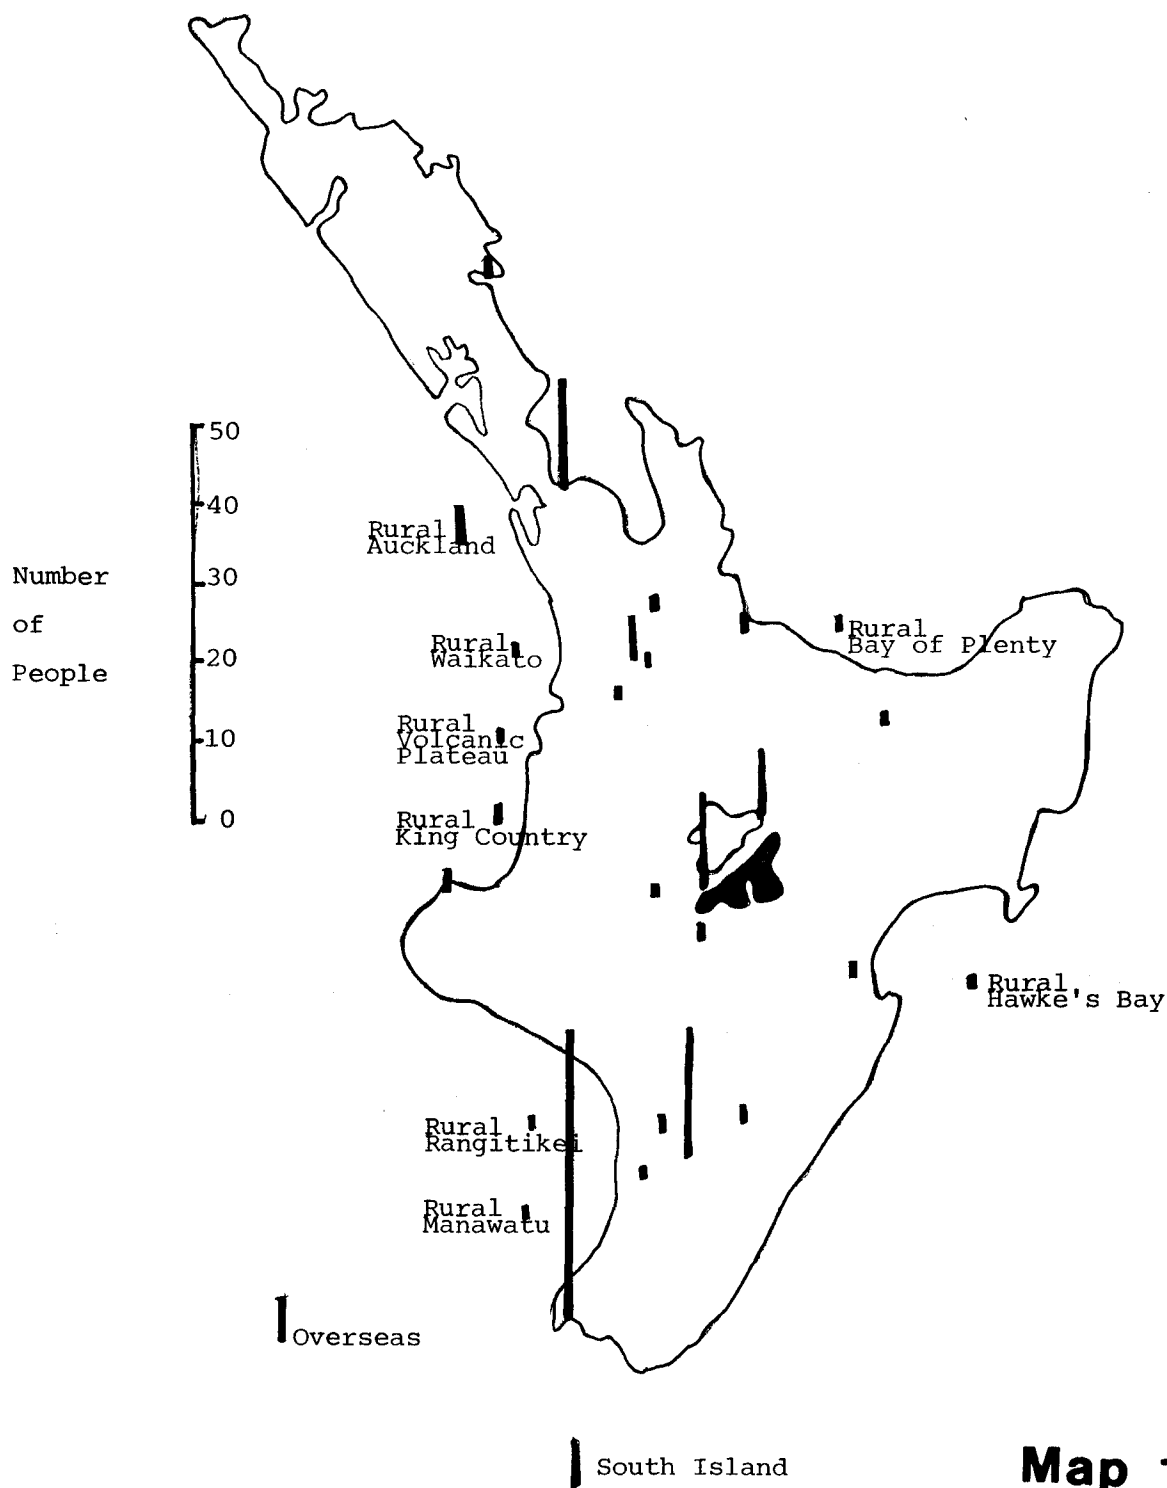 50
40
Rural
Auckland
Number
30
of
Rural
Bay of Plenty
Rural
Waikato
20
People
Rural
Volcanic
Plateau
10
Rural
King Country
0
Rural
Hawke's Bay
Rural
Rangitikei
Rural
Manawatu
Overseas
South Island
Map